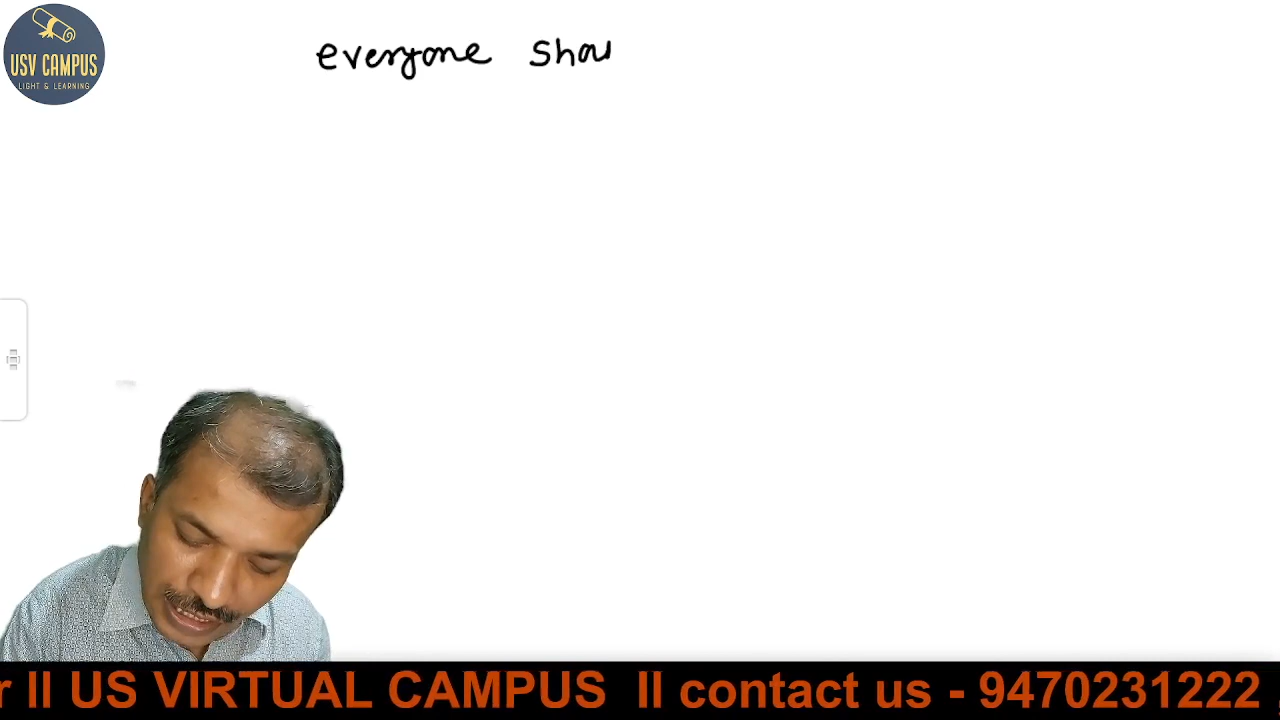 USV CAMPUS
LIGHT & LEARNING
everyone shou
r II US VIRTUAL CAMPUS II contact us - 9470231222